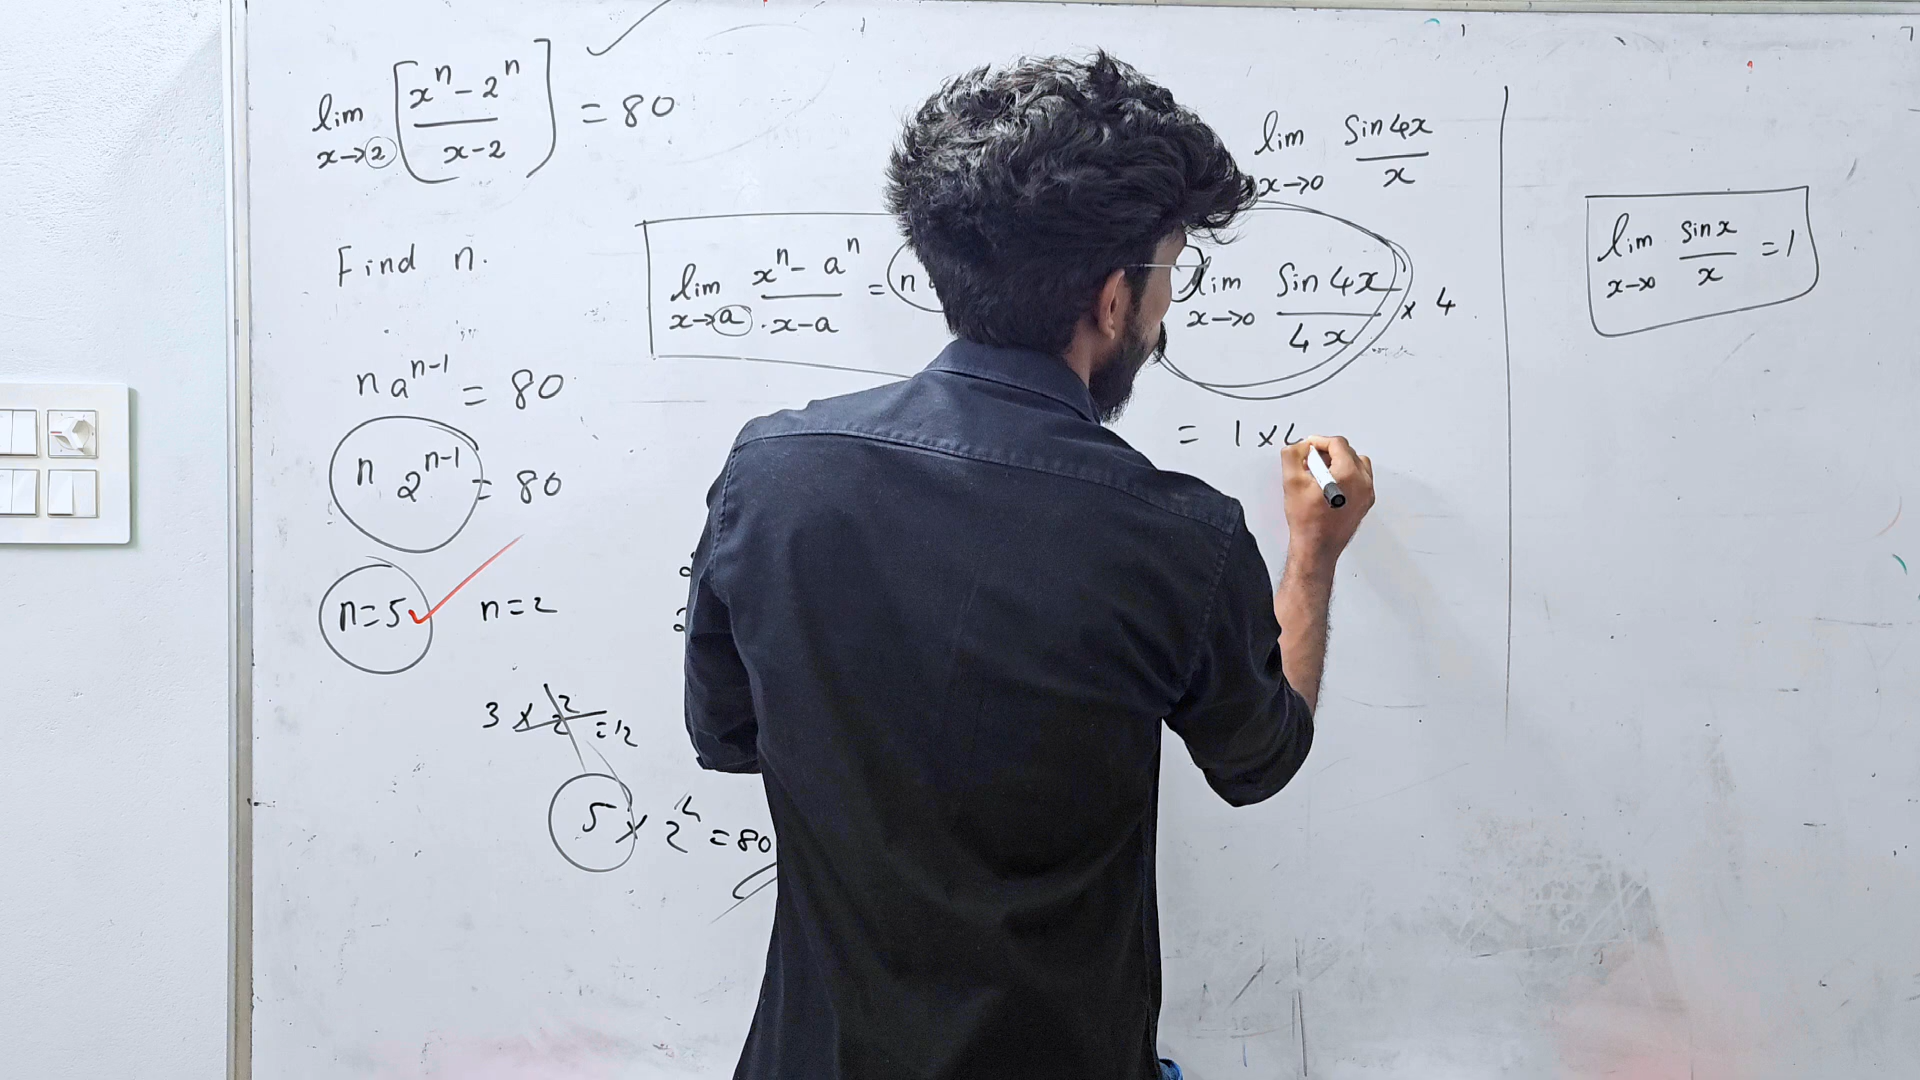 lim x→2 [ (xⁿ - 2ⁿ) / (x-2) ] = 80
Find n.
lim x→a (xⁿ - aⁿ) / (x-a) = n
n aⁿ⁻¹ = 80
n 2ⁿ⁻¹ = 80
n=5 n=2
3 × 2² = 12
5 × 2⁴ = 80
lim x→0 Sin4x / x
lim x→0 Sin 4x / 4x × 4
= 1 × 4
lim x→0 sin x / x = 1